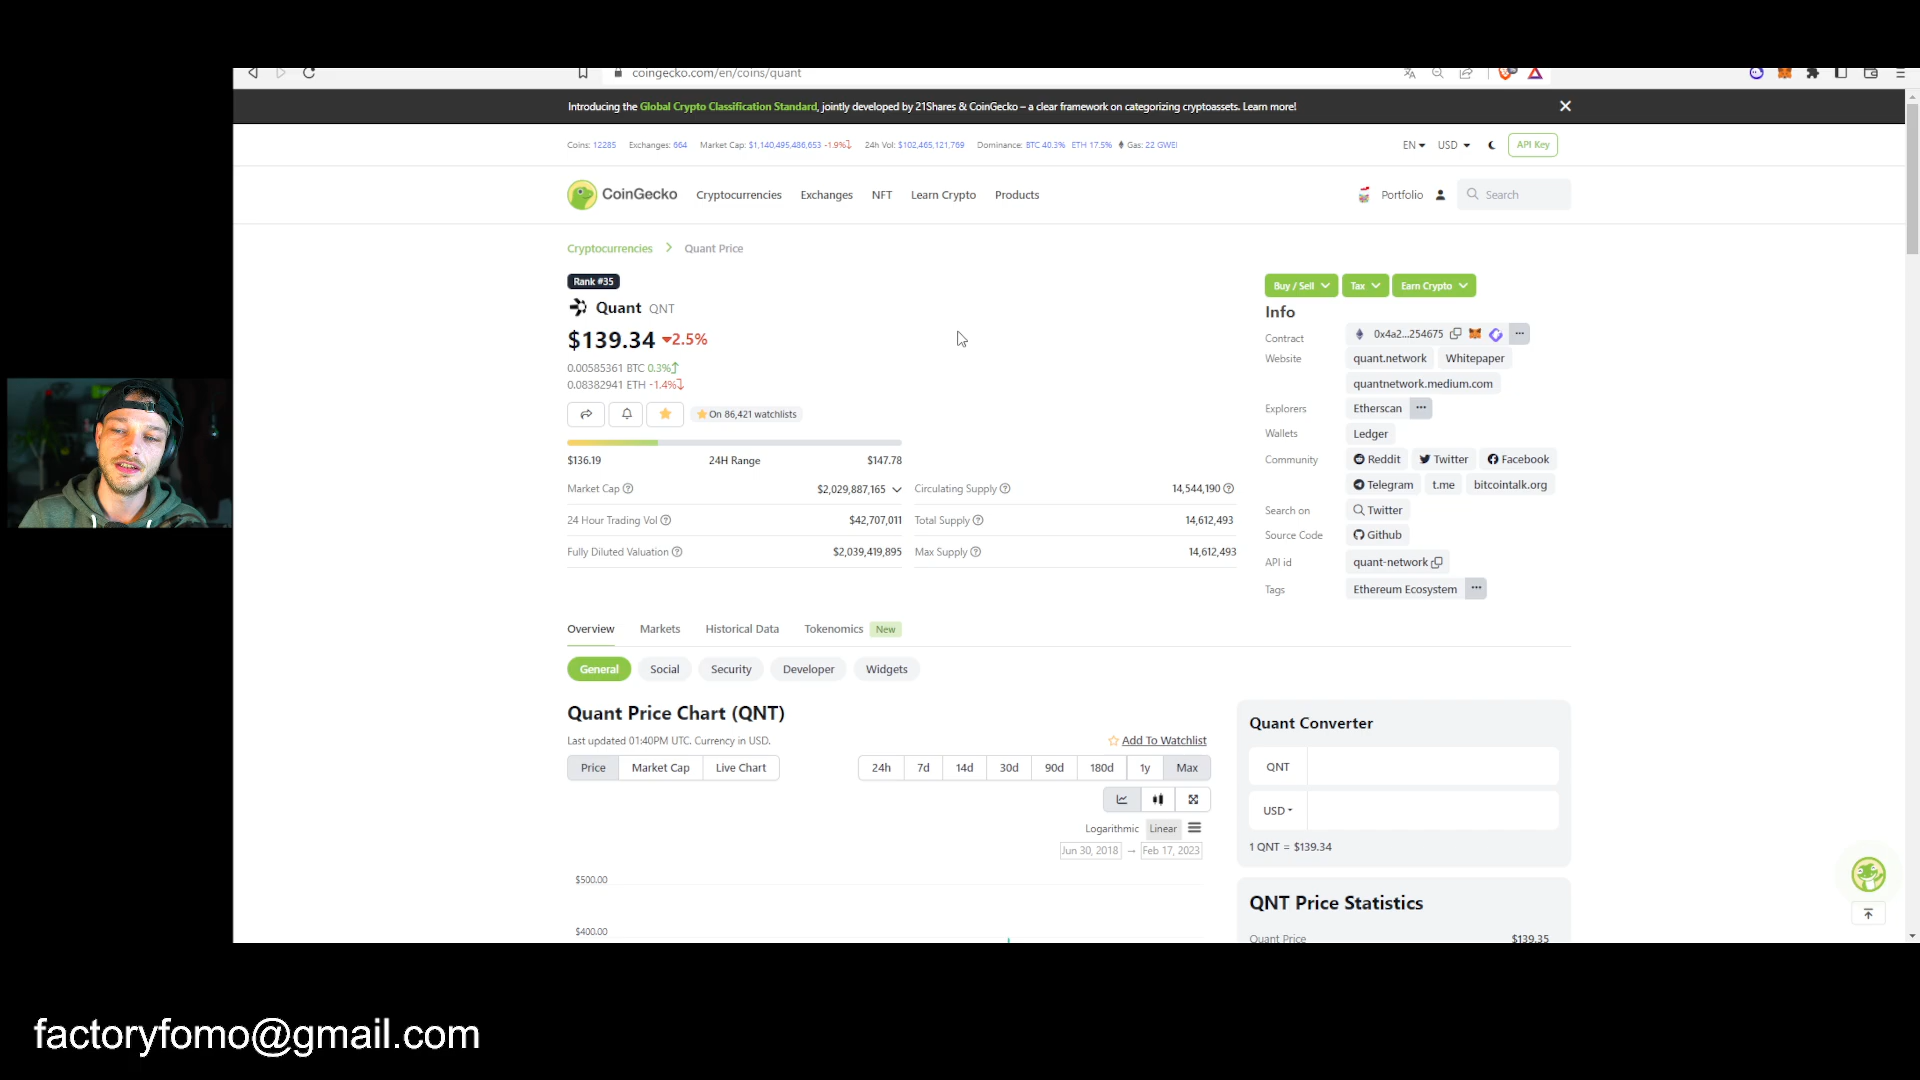 coingecko.com/en/coins/quant
Introducing the Global Crypto Classification Standard, jointly developed by 21Shares & CoinGecko – a clear framework on categorizing cryptoassets. Learn more!
Coins: 12285 Exchanges: 664 Market Cap: $1,140,495,486,653 -1.9% 24h Vol: $102,465,121,769 Dominance: BTC 40.3% ETH 17.5% Gas: 22 GWEI
EN USD API Key
CoinGecko Cryptocurrencies Exchanges NFT Learn Crypto Products
Portfolio Search
Cryptocurrencies > Quant Price
Rank #35
Quant QNT
$139.34 2.5%
0.00585361 BTC 0.3%
0.08382941 ETH -1.4%
On 86,421 watchlists
$136.19 24H Range $147.78
Market Cap $2,029,887,165
Circulating Supply 14,544,190
24 Hour Trading Vol $42,707,011
Total Supply 14,612,493
Fully Diluted Valuation $2,039,419,895
Max Supply 14,612,493
Buy / Sell Tax Earn Crypto
Info
Contract 0x4a2...254675
Website quant.network Whitepaper
quantnetwork.medium.com
Explorers Etherscan
Wallets Ledger
Community Reddit Twitter Facebook
Telegram t.me bitcointalk.org
Search on Twitter
Source Code Github
API id quant-network
Tags Ethereum Ecosystem
Overview Markets Historical Data Tokenomics New
General Social Security Developer Widgets
Quant Price Chart (QNT)
Last updated 01:40PM UTC. Currency in USD.
Add To Watchlist
Price Market Cap Live Chart
24h 7d 14d 30d 90d 180d 1y Max
Logarithmic Linear
Jun 30, 2018 → Feb 17, 2023
$500.00
$400.00
Quant Converter
QNT
USD
1 QNT = $139.34
QNT Price Statistics
Quant Price $139.35
factoryfomo@gmail.com